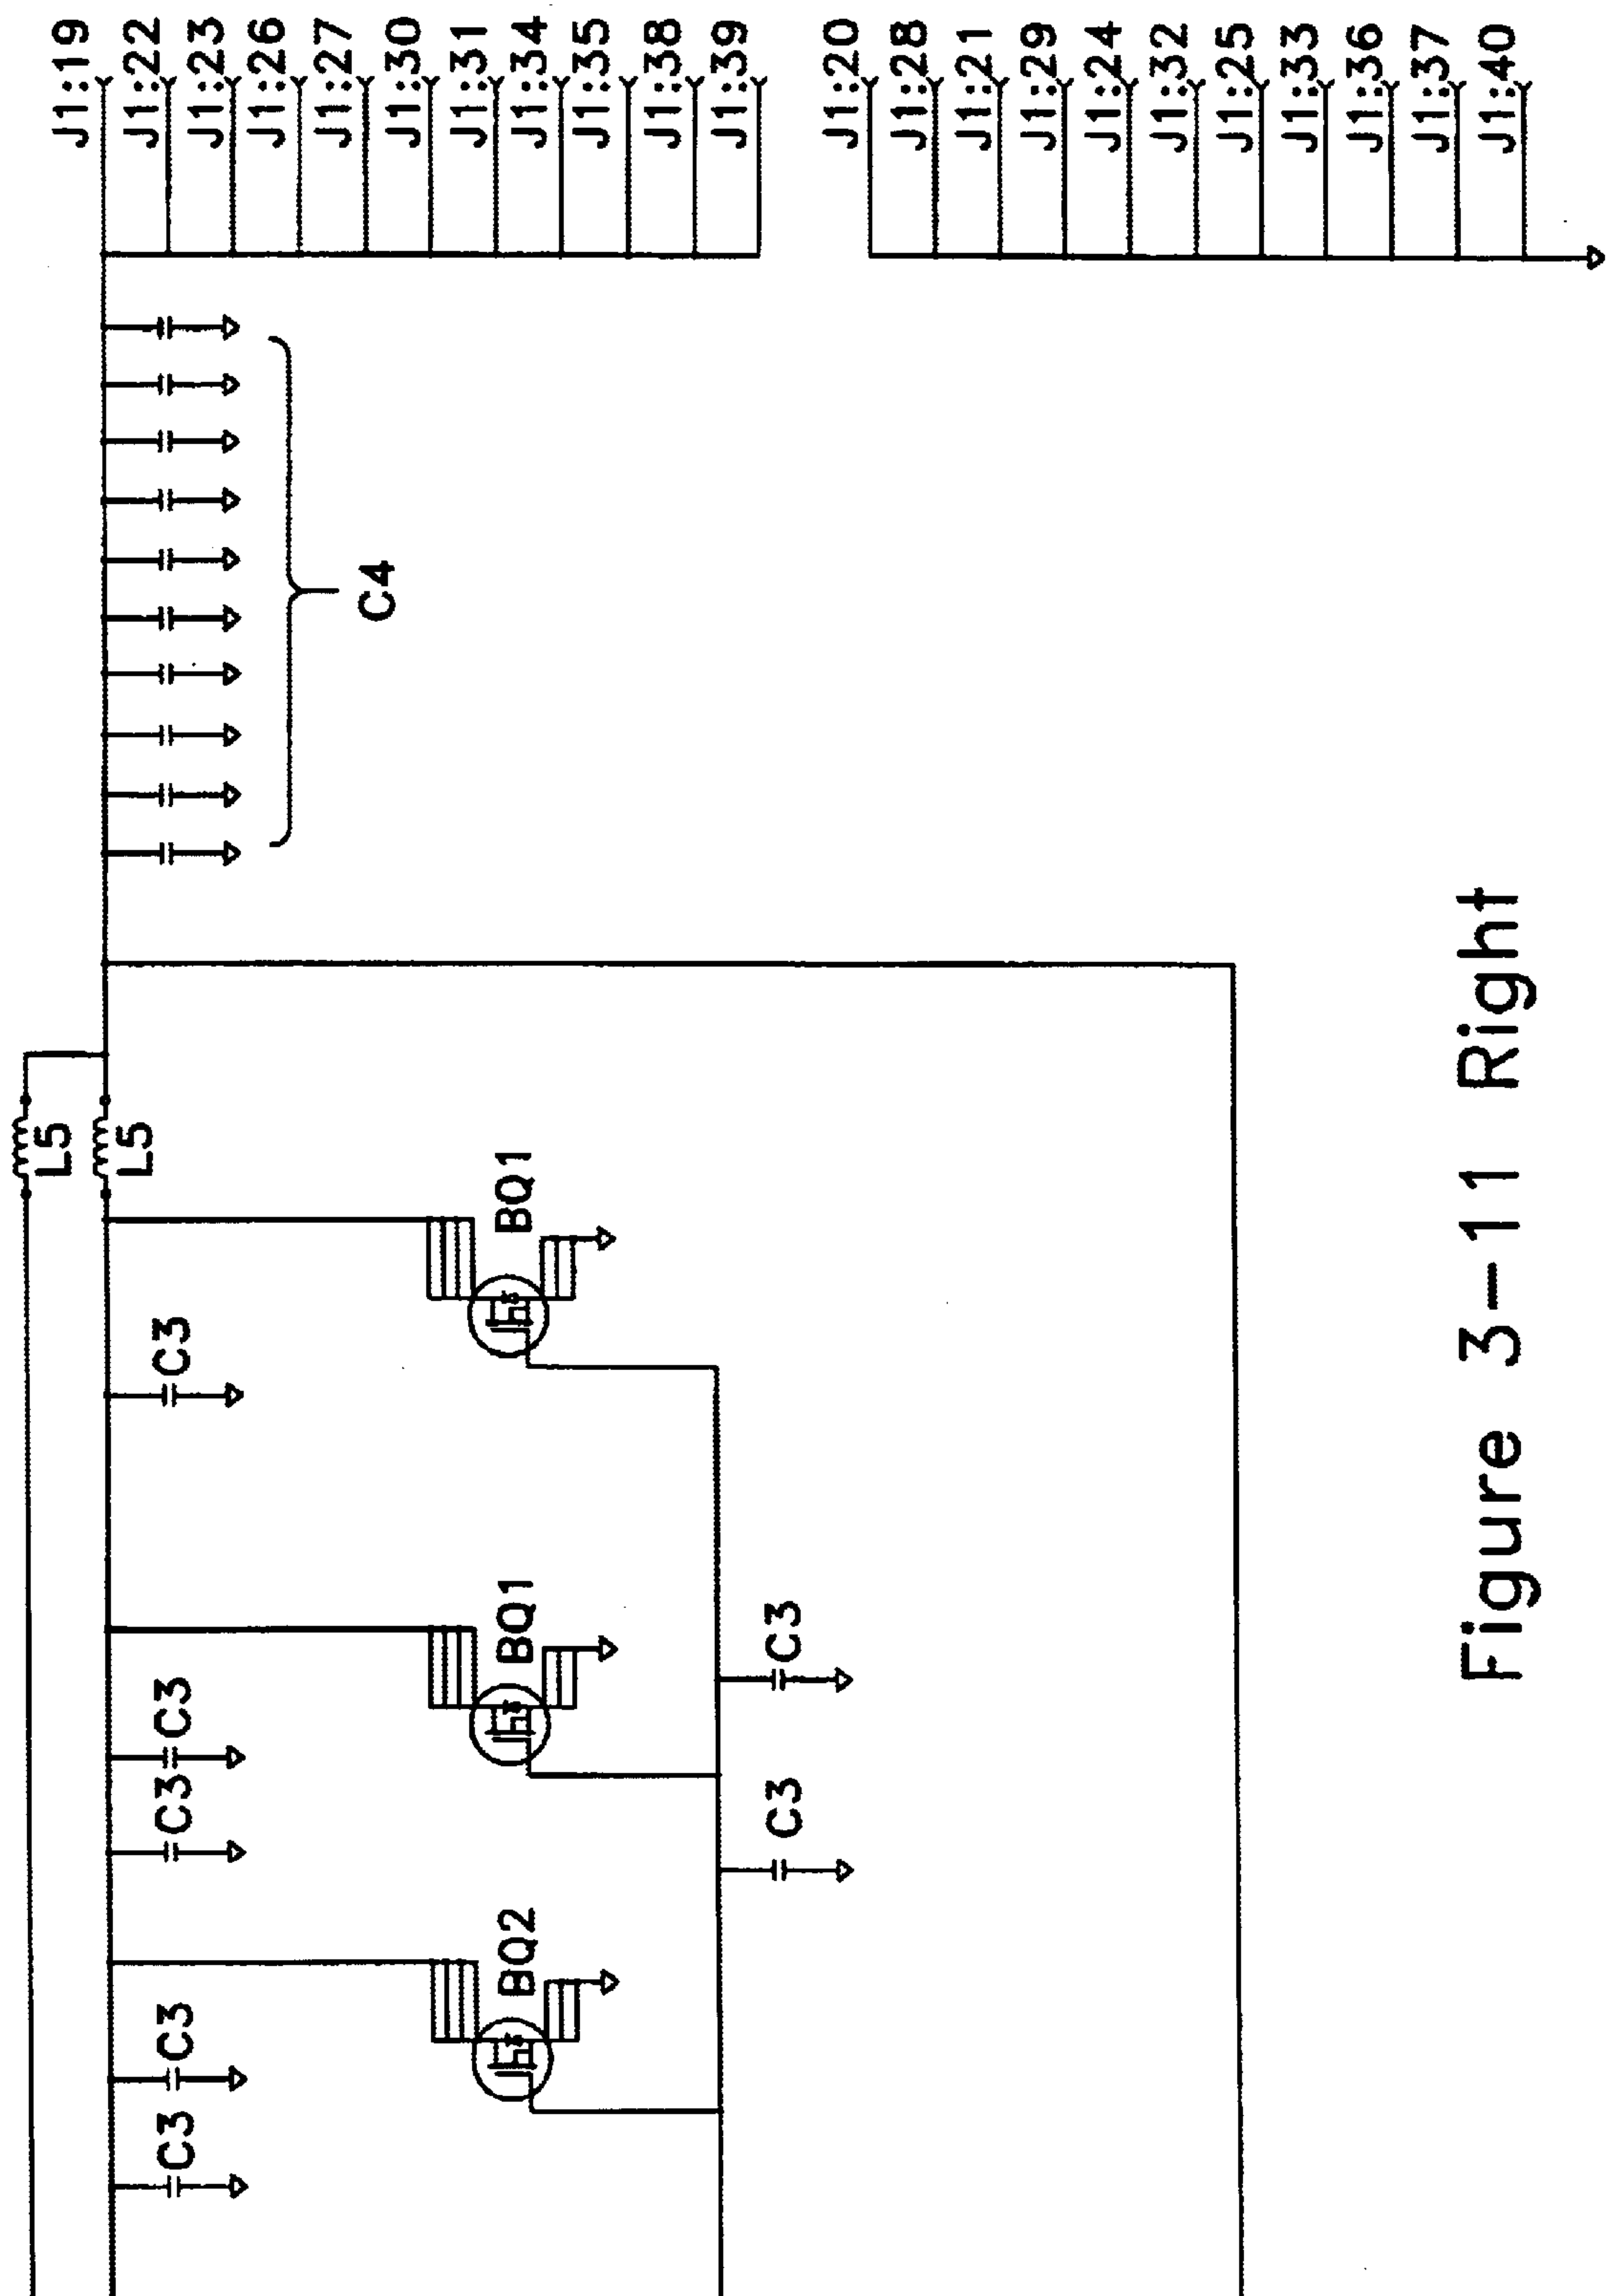 J1:19
J1:22
J1:23
J1:26
J1:27
J1:30
J1:31
J1:34
J1:35
J1:38
J1:39
J1:20
J1:28
J1:21
J1:29
J1:24
J1:32
J1:25
J1:33
J1:36
J1:37
J1:40
C4
L5
L5
BQ1
C3
BQ1
C3
C3
C3
C3
BQ2
C3
C3
Figure 3-11 Right